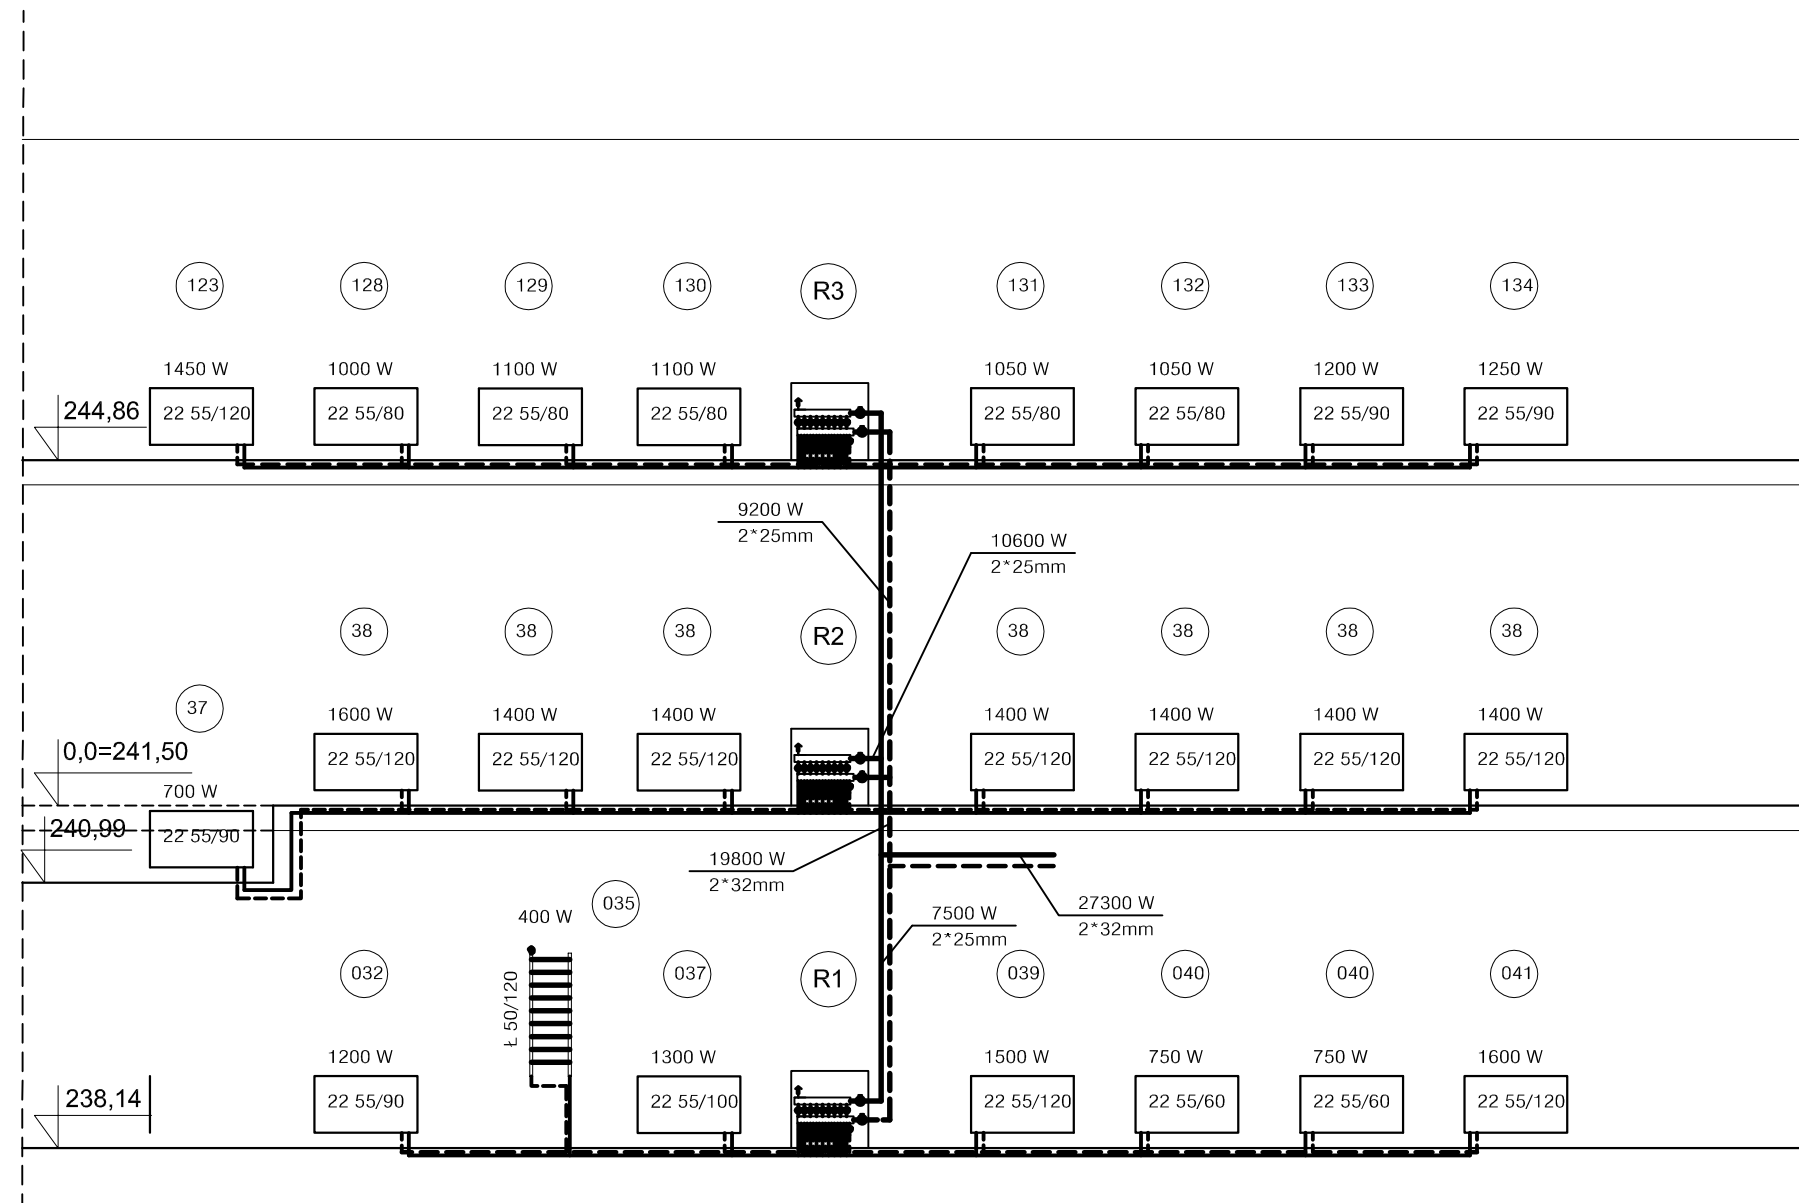 123
128
129
130
R3
131
132
133
134
1450 W
1000 W
1100 W
1100 W
1050 W
1050 W
1200 W
1250 W
244,86
22 55/120
22 55/80
22 55/80
22 55/80
22 55/80
22 55/80
22 55/90
22 55/90
9200 W
2*25mm
10600 W
2*25mm
38
38
38
R2
38
38
38
38
37
1600 W
1400 W
1400 W
1400 W
1400 W
1400 W
1400 W
0,0=241,50
22 55/120
22 55/120
22 55/120
22 55/120
22 55/120
22 55/120
22 55/120
700 W
240,99
22 55/90
19800 W
2*32mm
27300 W
2*32mm
7500 W
2*25mm
035
400 W
Ł 50/120
032
037
R1
039
040
040
041
1200 W
1300 W
1500 W
750 W
750 W
1600 W
238,14
22 55/90
22 55/100
22 55/120
22 55/60
22 55/60
22 55/120